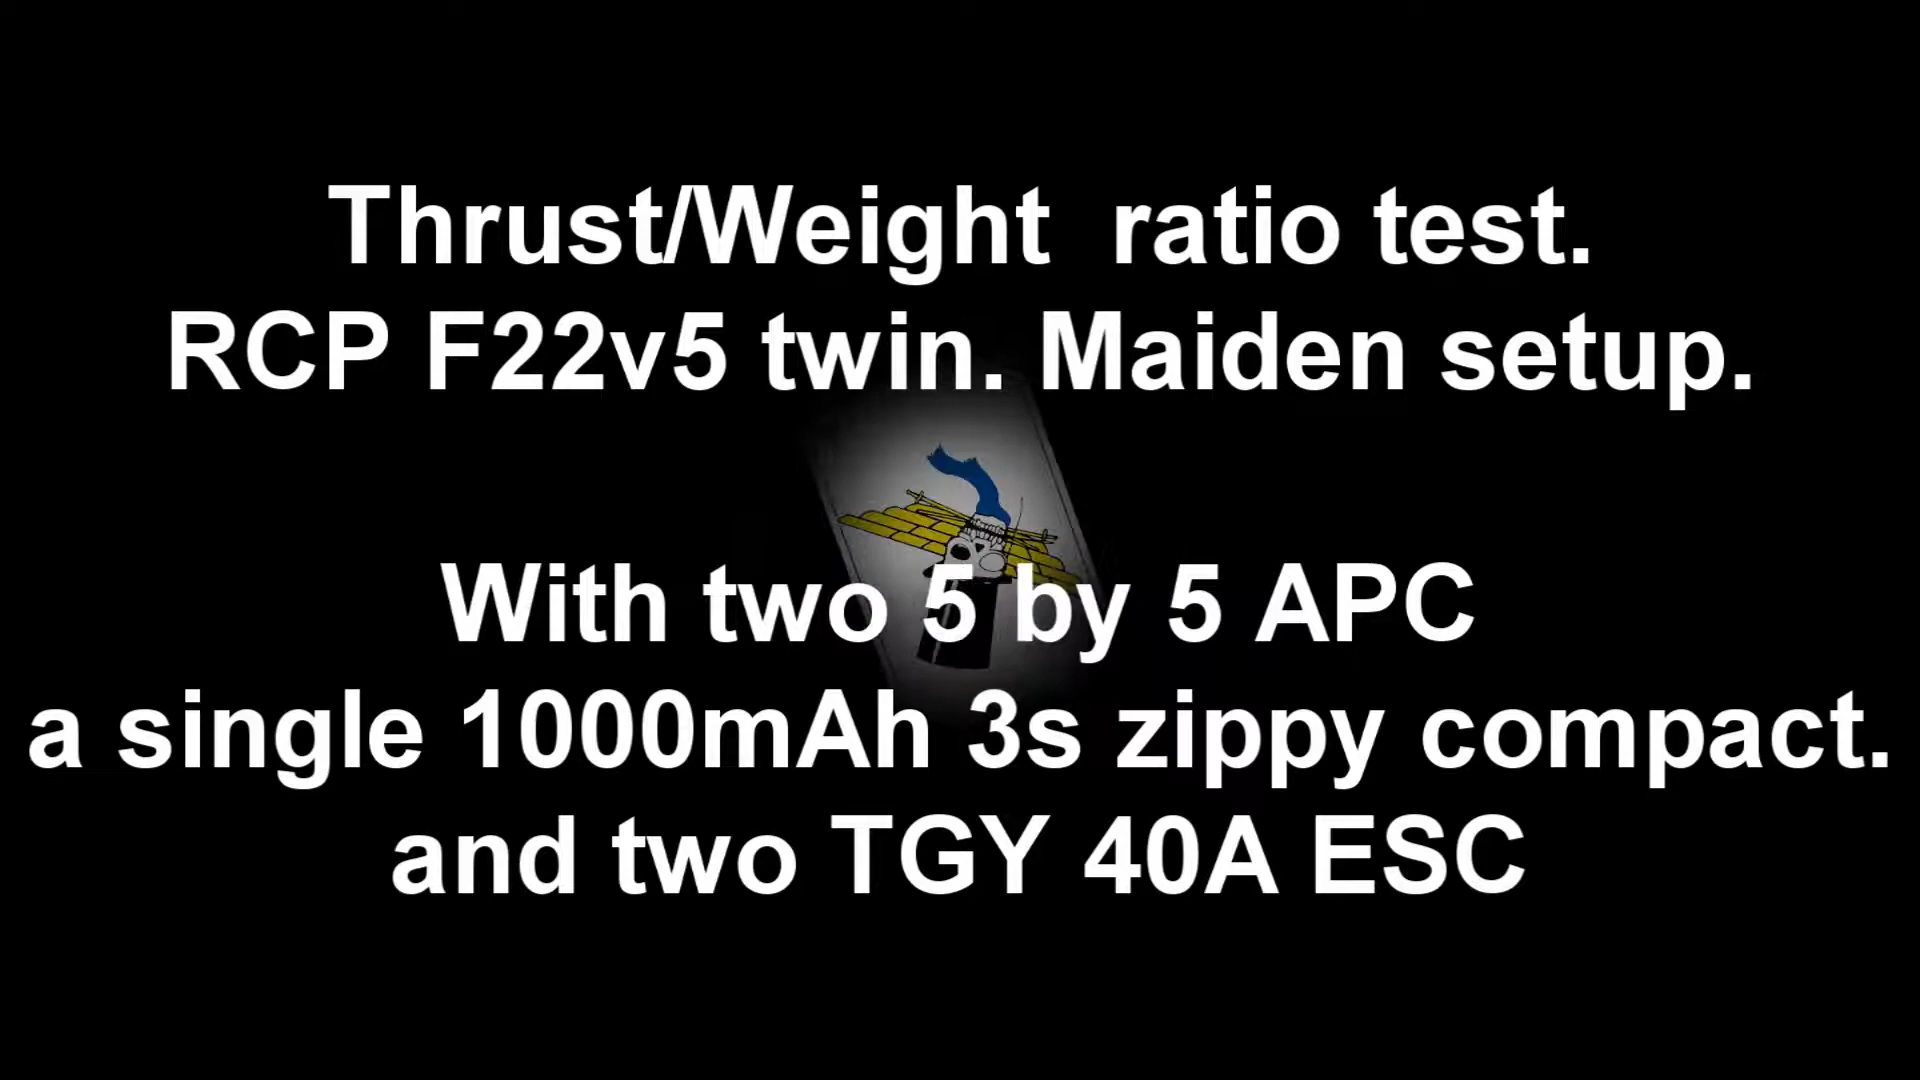 Thrust/Weight  ratio test.
RCP F22v5 twin. Maiden setup.
With two 5 by 5 APC
a single 1000mAh 3s zippy compact.
and two TGY 40A ESC